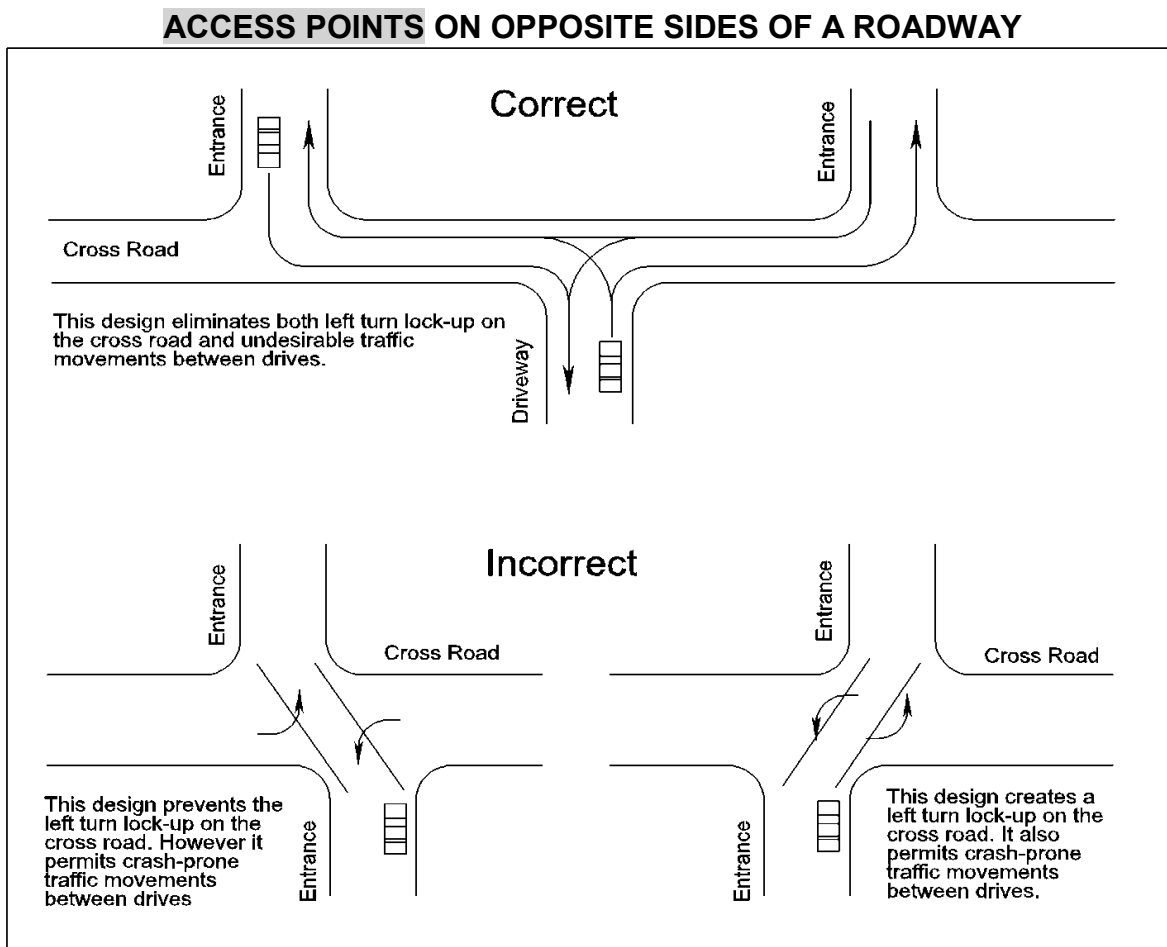 ACCESS POINTS ON OPPOSITE SIDES OF A ROADWAY
Correct
Entrance
Entrance
Cross Road
This design eliminates both left turn lock-up on
the cross road and undesirable traffic
movements between drives.
Driveway
Incorrect
Entrance
Cross Road
Entrance
Cross Road
This design prevents the
left turn lock-up on the
cross road. However it
permits crash-prone
traffic movements
between drives
Entrance
Entrance
This design creates a
left turn lock-up on the
cross road. It also
permits crash-prone
traffic movements
between drives.